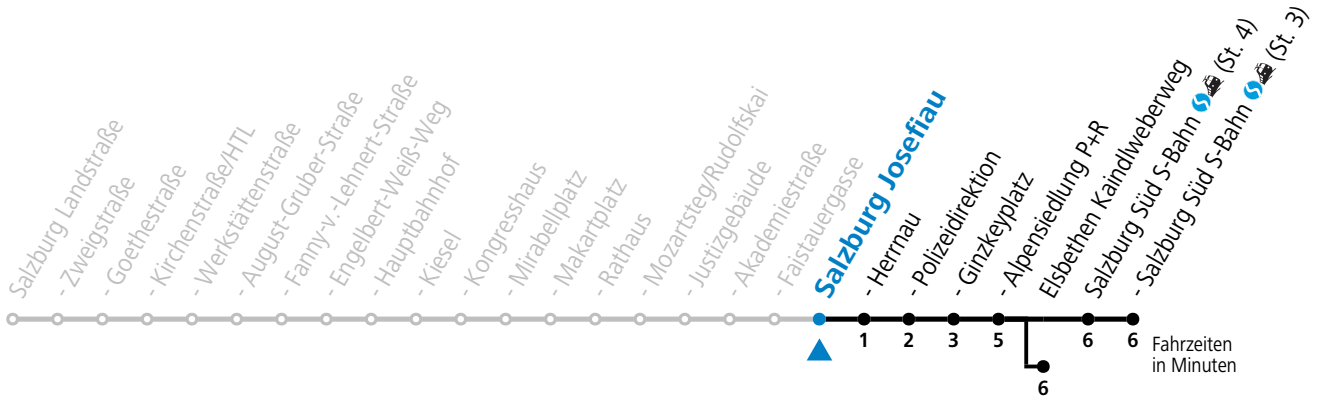 Salzburg Landstraße
- Zweigstraße
- Goethestraße
- Kirchenstraße/HTL
- Werkstättenstraße
- August-Gruber-Straße
- Fanny-v.-Lehnert-Straße
- Engelbert-Weiß-Weg
- Hauptbahnhof
- Kiesel
- Kongresshaus
- Mirabellplatz
- Makartplatz
- Rathaus
- Mozartsteg/Rudolfskai
- Justizgebäude
- Akademiestraße
- Faistauergasse
Salzburg Josefiau
- Herrnau
- Polizeidirektion
- Ginzkeyplatz
- Alpensiedlung P+R
Elsbethen Kaindlweberweg
Salzburg Süd S-Bahn (St. 4)
- Salzburg Süd S-Bahn (St. 3)
1 2 3 5 6 6
6
Fahrzeiten
in Minuten